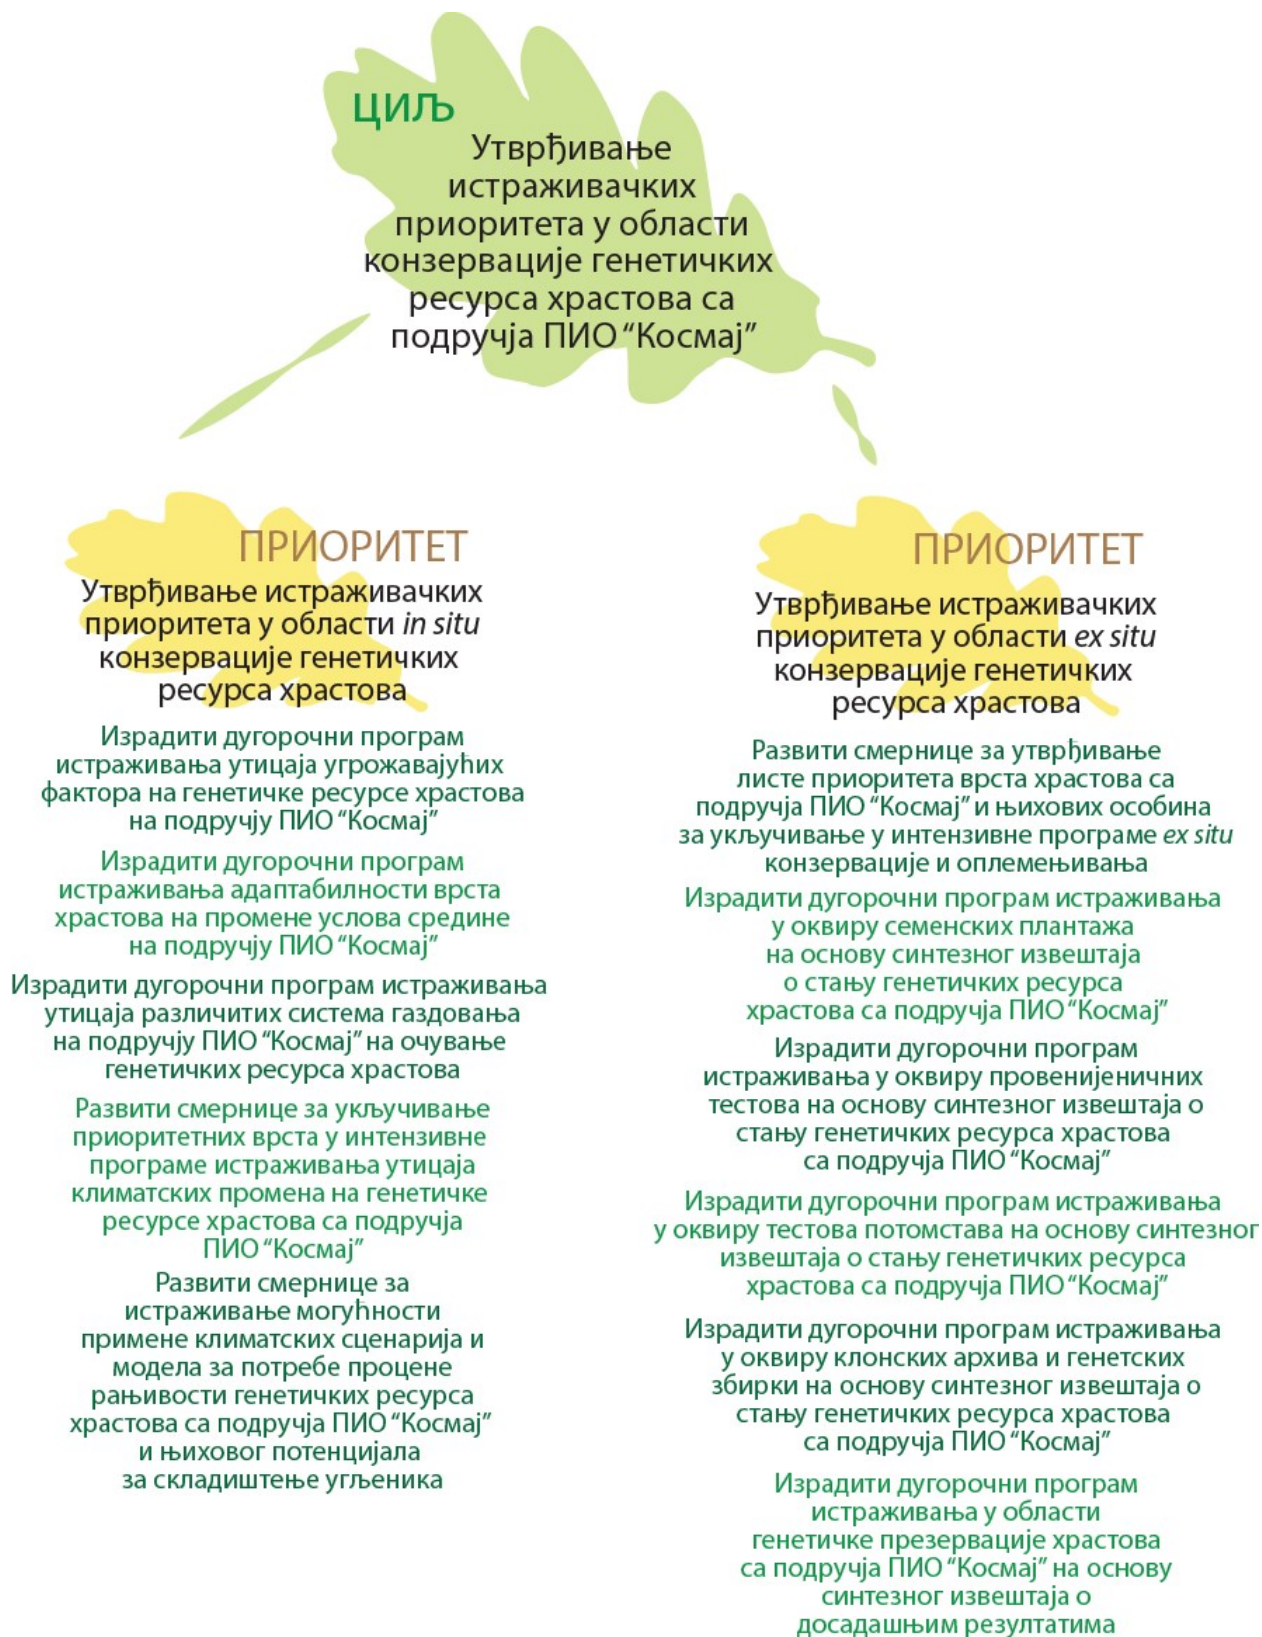 ЦИЉ
Утврђивање
истраживачких
приоритета у области
конзервације генетичких
ресурса храстова са
подручја ПИО “Космај”
ПРИОРИТЕТ
Утврђивање истраживачких
приоритета у области in situ
конзервације генетичких
ресурса храстова
Израдити дугорочни програм
истраживања утицаја угрожавајућих
фактора на генетичке ресурсе храстова
на подручју ПИО “Космај”
Израдити дугорочни програм
истраживања адаптабилности врста
храстова на промене услова средине
на подручју ПИО “Космај”
Израдити дугорочни програм истраживања
утицаја различитих система газдовања
на подручју ПИО “Космај” на очување
генетичких ресурса храстова
Развити смернице за укључивање
приоритетних врста у интензивне
програме истраживања утицаја
климатских промена на генетичке
ресурсе храстова са подручја
ПИО “Космај”
Развити смернице за
истраживање могућности
примене климатских сценарија и
модела за потребе процене
рањивости генетичких ресурса
храстова са подручја ПИО “Космај”
и њиховог потенцијала
за складиштење угљеника
ПРИОРИТЕТ
Утврђивање истраживачких
приоритета у области ex situ
конзервације генетичких
ресурса храстова
Развити смернице за утврђивање
листе приоритета врста храстова са
подручја ПИО “Космај” и њихових особина
за укључивање у интензивне програме ex situ
конзервације и оплемењивања
Израдити дугорочни програм истраживања
у оквиру семенских плантажа
на основу синтезног извештаја
о стању генетичких ресурса
храстова са подручја ПИО “Космај”
Израдити дугорочни програм
истраживања у оквиру провенијеничних
тестова на основу синтезног извештаја о
стању генетичких ресурса храстова
са подручја ПИО “Космај”
Израдити дугорочни програм истраживања
у оквиру тестова потомстава на основу синтезног
извештаја о стању генетичких ресурса
храстова са подручја ПИО “Космај”
Израдити дугорочни програм истраживања
у оквиру клонских архива и генетских
збирки на основу синтезног извештаја о
стању генетичких ресурса храстова
са подручја ПИО “Космај”
Израдити дугорочни програм
истраживања у области
генетичке презервације храстова
са подручја ПИО “Космај” на основу
синтезног извештаја о
досадашњим резултатима